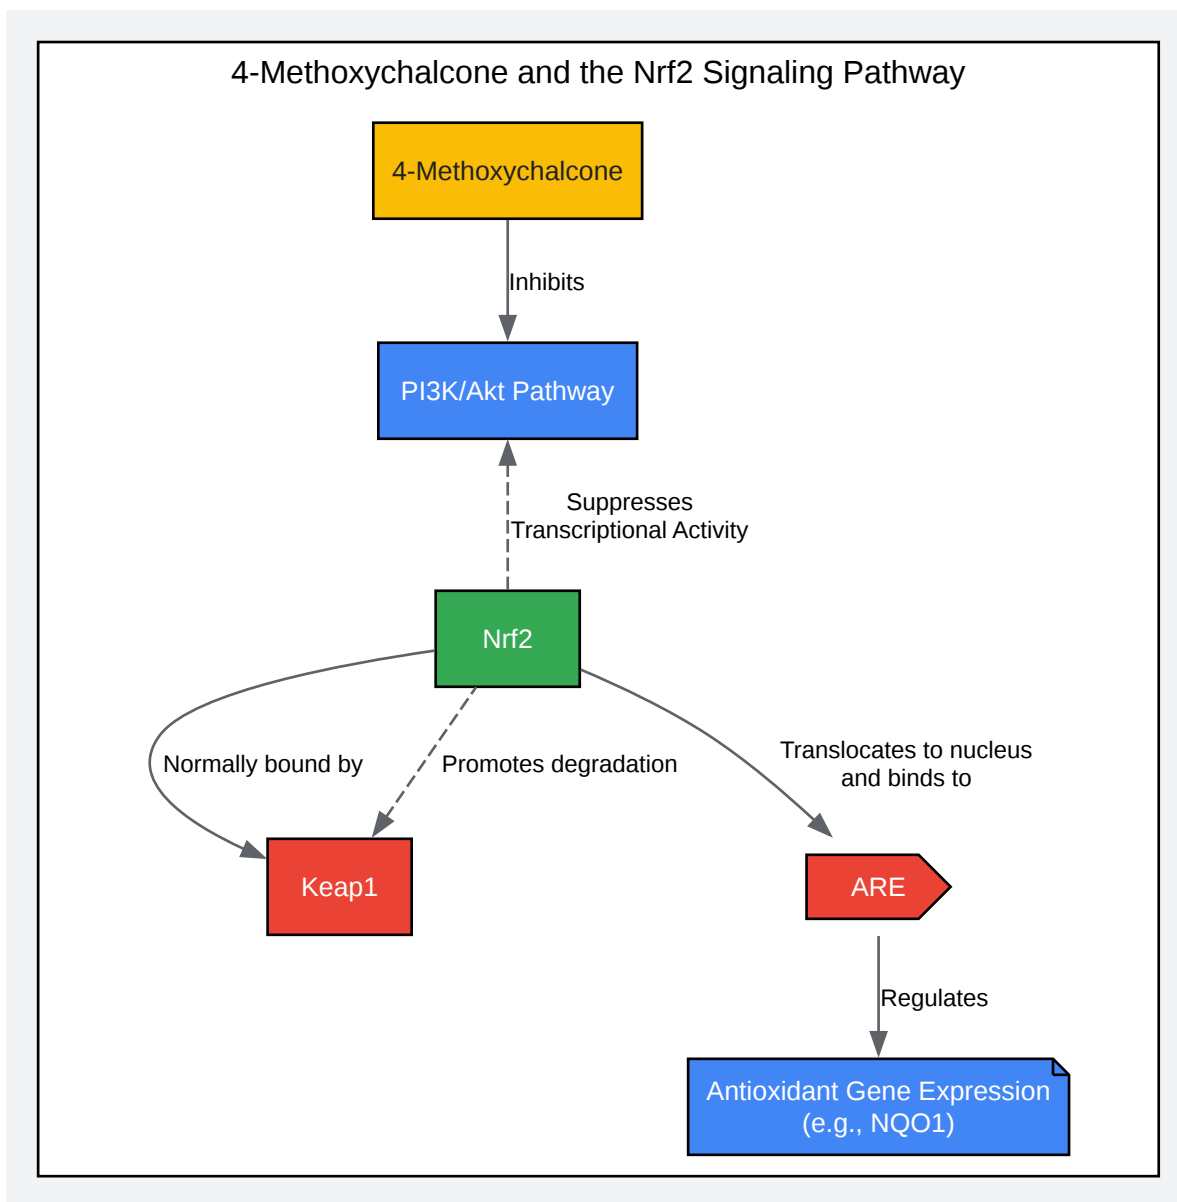 4-Methoxychalcone and the Nrf2 Signaling Pathway
4-Methoxychalcone
Inhibits
PI3K/Akt Pathway
Suppresses
Transcriptional Activity
Nrf2
Normally bound by
Promotes degradation
Translocates to nucleus
and binds to
Keap1
ARE
Regulates
Antioxidant Gene Expression
(e.g., NQO1)